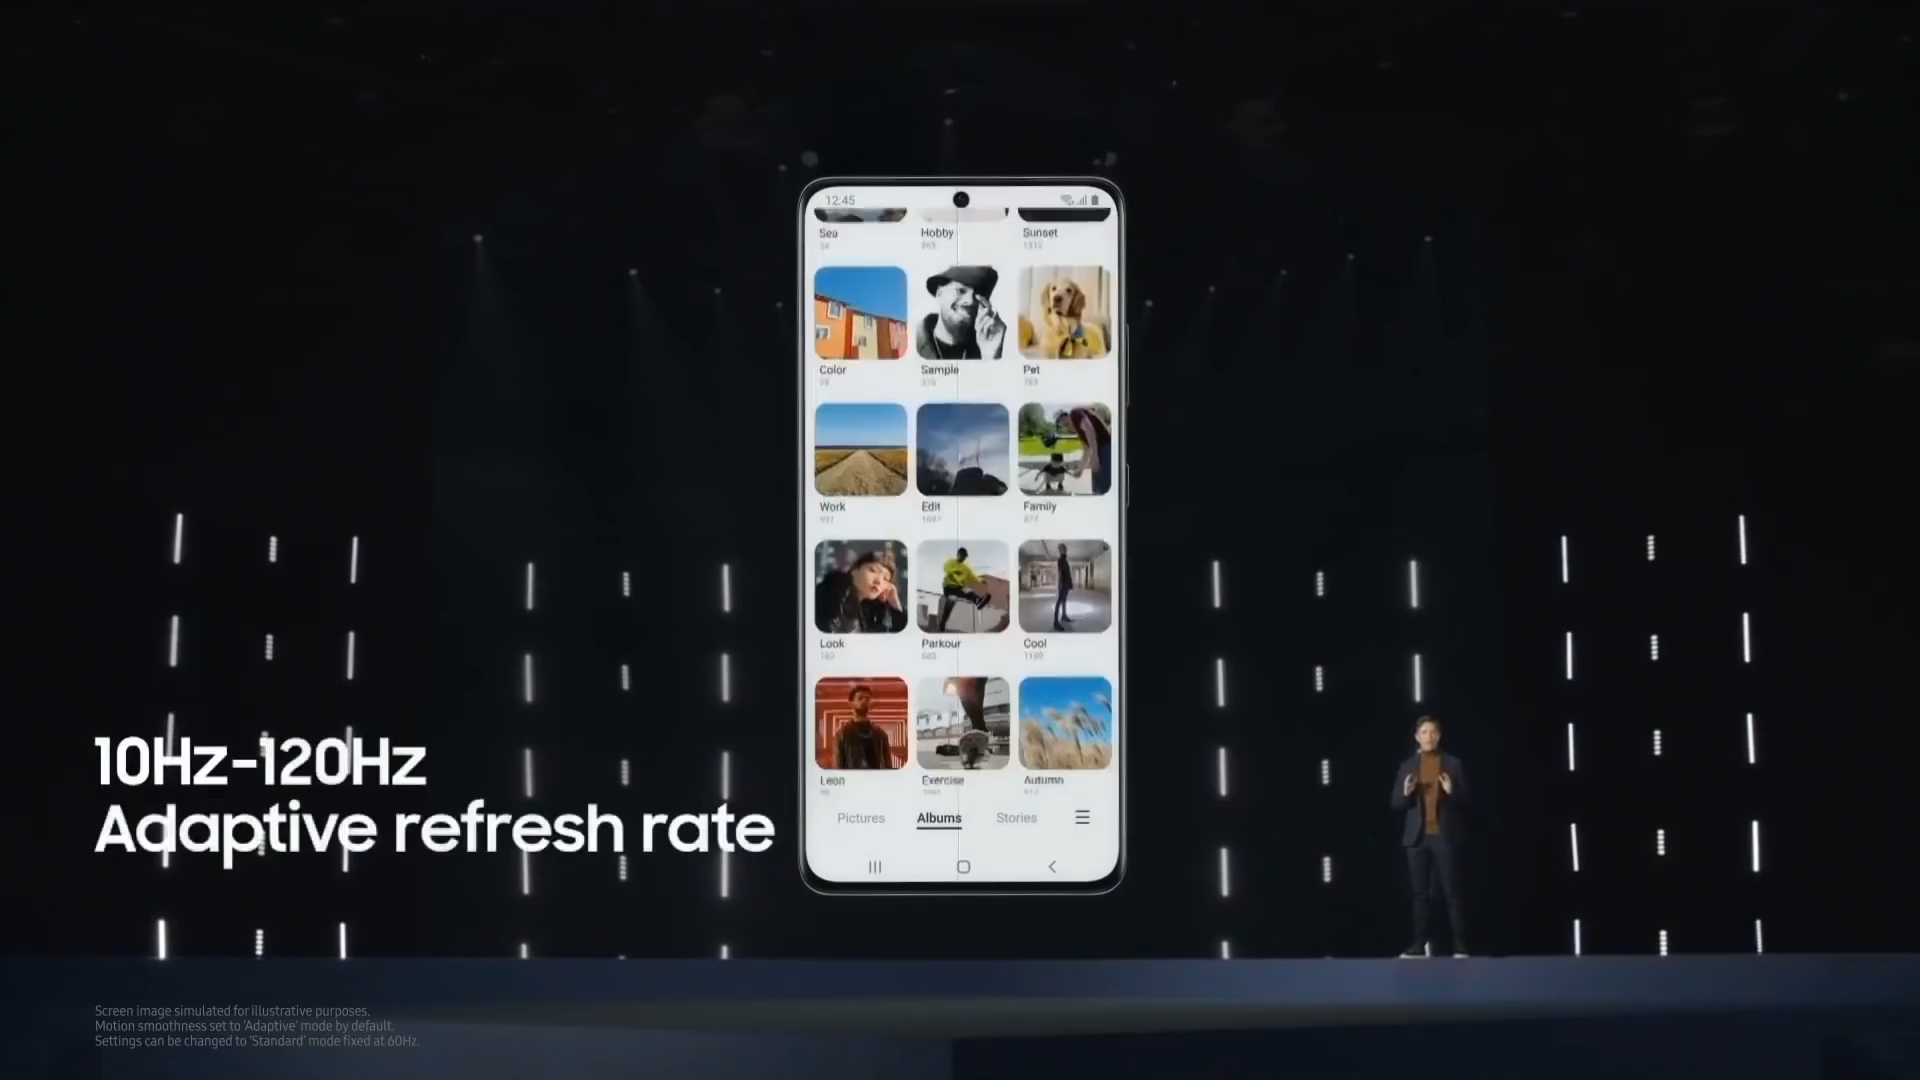 12:45
Sea Hobby Sunset
Color Sample Pet
Work Edit Family
Look Parkour Cool
Leon Exercise Autumn
Pictures Albums Stories
10Hz-120Hz
Adaptive refresh rate
Screen image simulated for illustrative purposes.
Motion smoothness set to 'Adaptive' mode by default.
Settings can be changed to 'Standard' mode fixed at 60Hz.